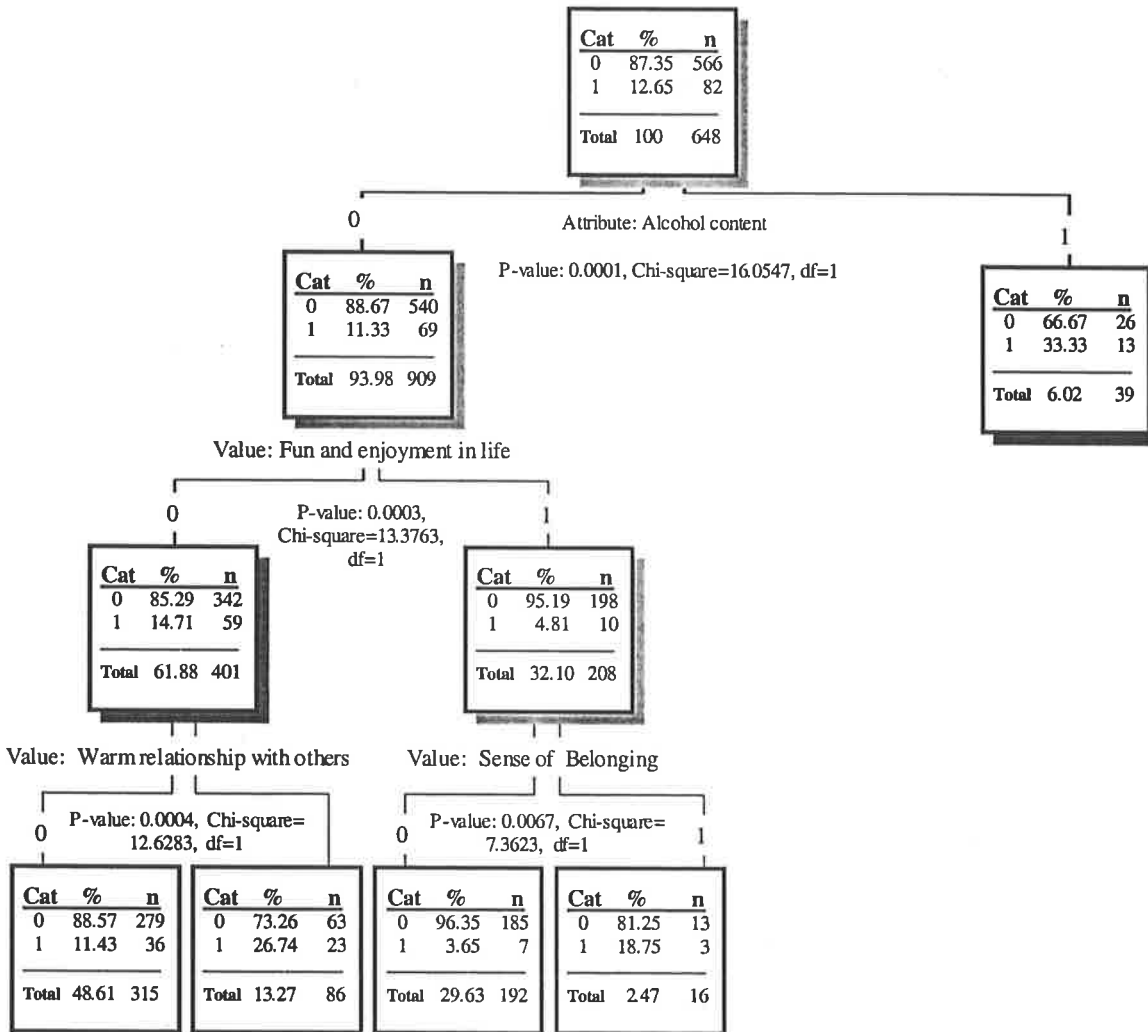 Cat % n
0 87.35 566
1 12.65 82
Total 100 648
0
Attribute: Alcohol content
1
P-value: 0.0001, Chi-square=16.0547, df=1
Cat % n
0 88.67 540
1 11.33 69
Total 93.98 909
Cat % n
0 66.67 26
1 33.33 13
Total 6.02 39
Value: Fun and enjoyment in life
0
P-value: 0.0003,
Chi-square=13.3763,
df=1
1
Cat % n
0 85.29 342
1 14.71 59
Total 61.88 401
Cat % n
0 95.19 198
1 4.81 10
Total 32.10 208
Value: Warm relationship with others
Value: Sense of Belonging
0
P-value: 0.0004, Chi-square=
12.6283, df=1
0
P-value: 0.0067, Chi-square=
7.3623, df=1
1
Cat % n
0 88.57 279
1 11.43 36
Total 48.61 315
Cat % n
0 73.26 63
1 26.74 23
Total 13.27 86
Cat % n
0 96.35 185
1 3.65 7
Total 29.63 192
Cat % n
0 81.25 13
1 18.75 3
Total 2.47 16